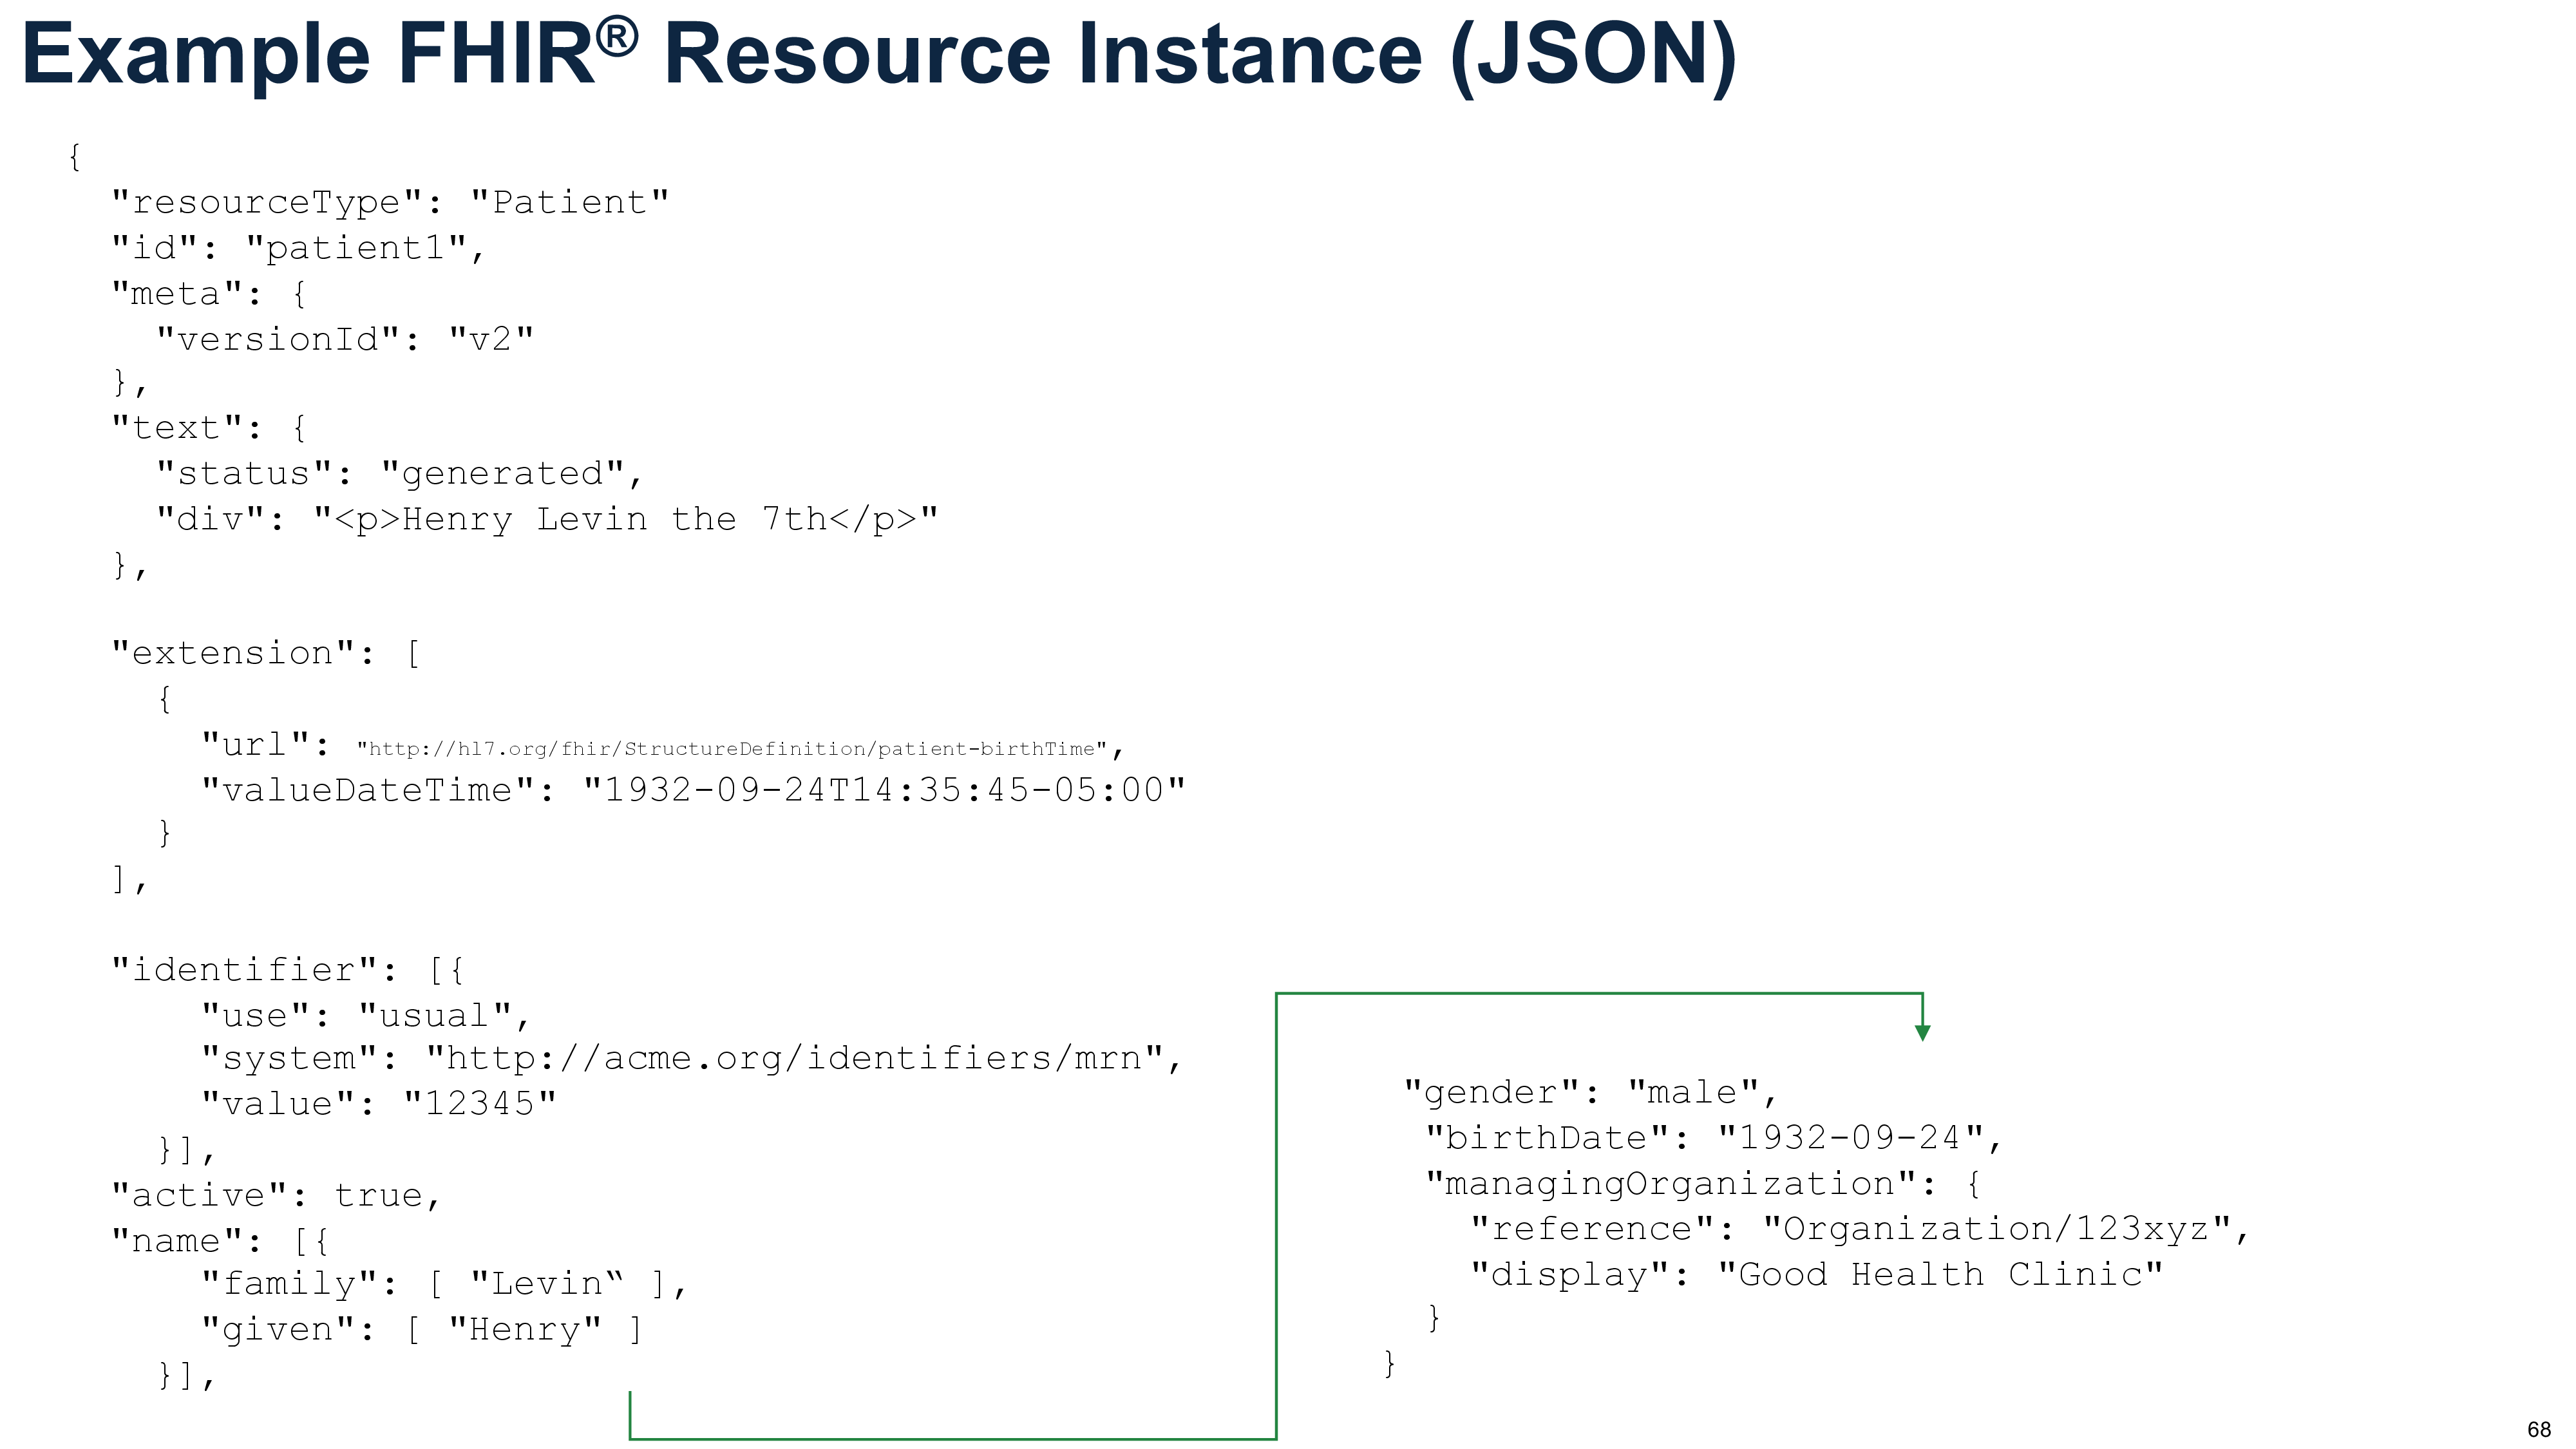 Example FHIR® Resource Instance (JSON)
{
"resourceType": "Patient"
"id": "patient1",
"meta": {
"versionId": "v2"
},
"text": {
"status": "generated",
"div": "<p>Henry Levin the 7th</p>"
},
"extension": [
{
"url": "http://hl7.org/fhir/StructureDefinition/patient-birthTime",
"valueDateTime": "1932-09-24T14:35:45-05:00"
}
],
"identifier": [{
"use": "usual",
"system": "http://acme.org/identifiers/mrn",
"value": "12345"
}],
"active": true,
"name": [{
"family": [ "Levin“ ],
"given": [ "Henry" ]
}],
"gender": "male",
"birthDate": "1932-09-24",
"managingOrganization": {
"reference": "Organization/123xyz",
"display": "Good Health Clinic"
}
}
68